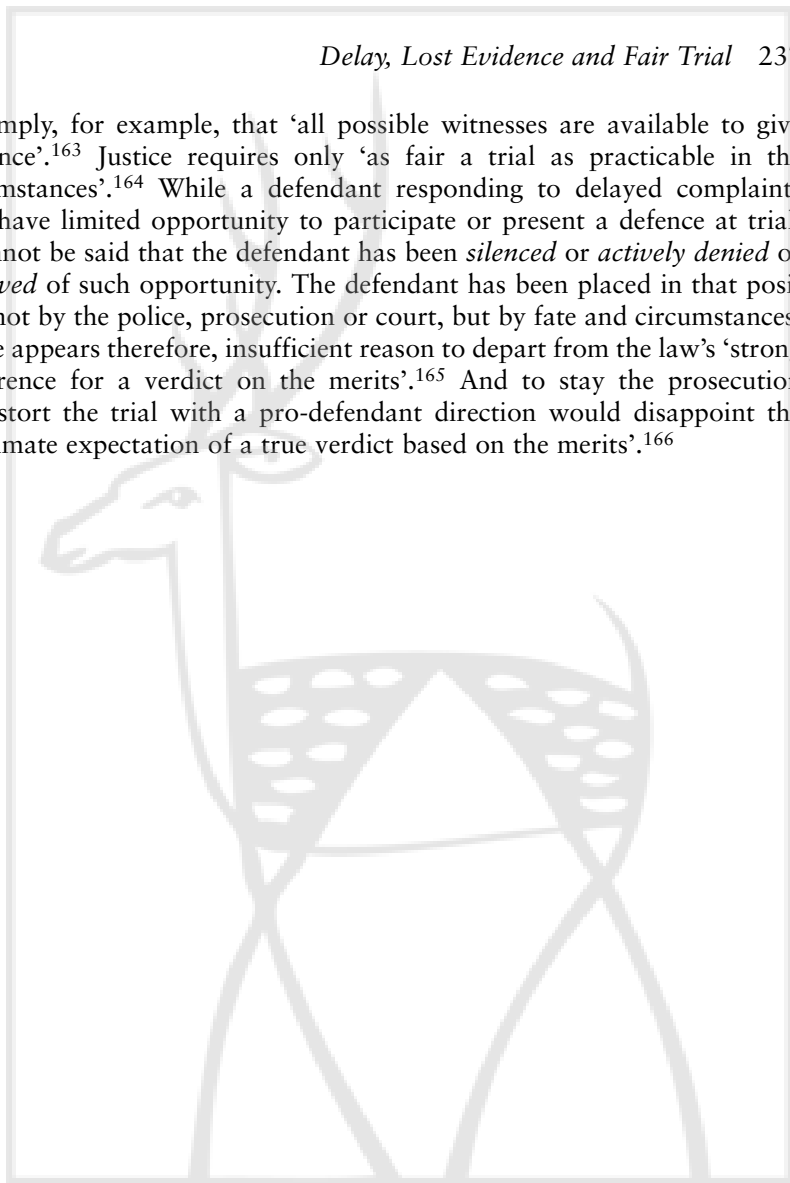 Delay, Lost Evidence and Fair Trial 23
mply, for example, that ‘all possible witnesses are available to giv
nce’.163 Justice requires only ‘as fair a trial as practicable in th
mstances’.164 While a defendant responding to delayed complaint
have limited opportunity to participate or present a defence at trial
nnot be said that the defendant has been silenced or actively denied o
ved of such opportunity. The defendant has been placed in that posi
not by the police, prosecution or court, but by fate and circumstances
e appears therefore, insufficient reason to depart from the law’s ‘stron
rence for a verdict on the merits’.165 And to stay the prosecution
stort the trial with a pro-defendant direction would disappoint th
imate expectation of a true verdict based on the merits’.166